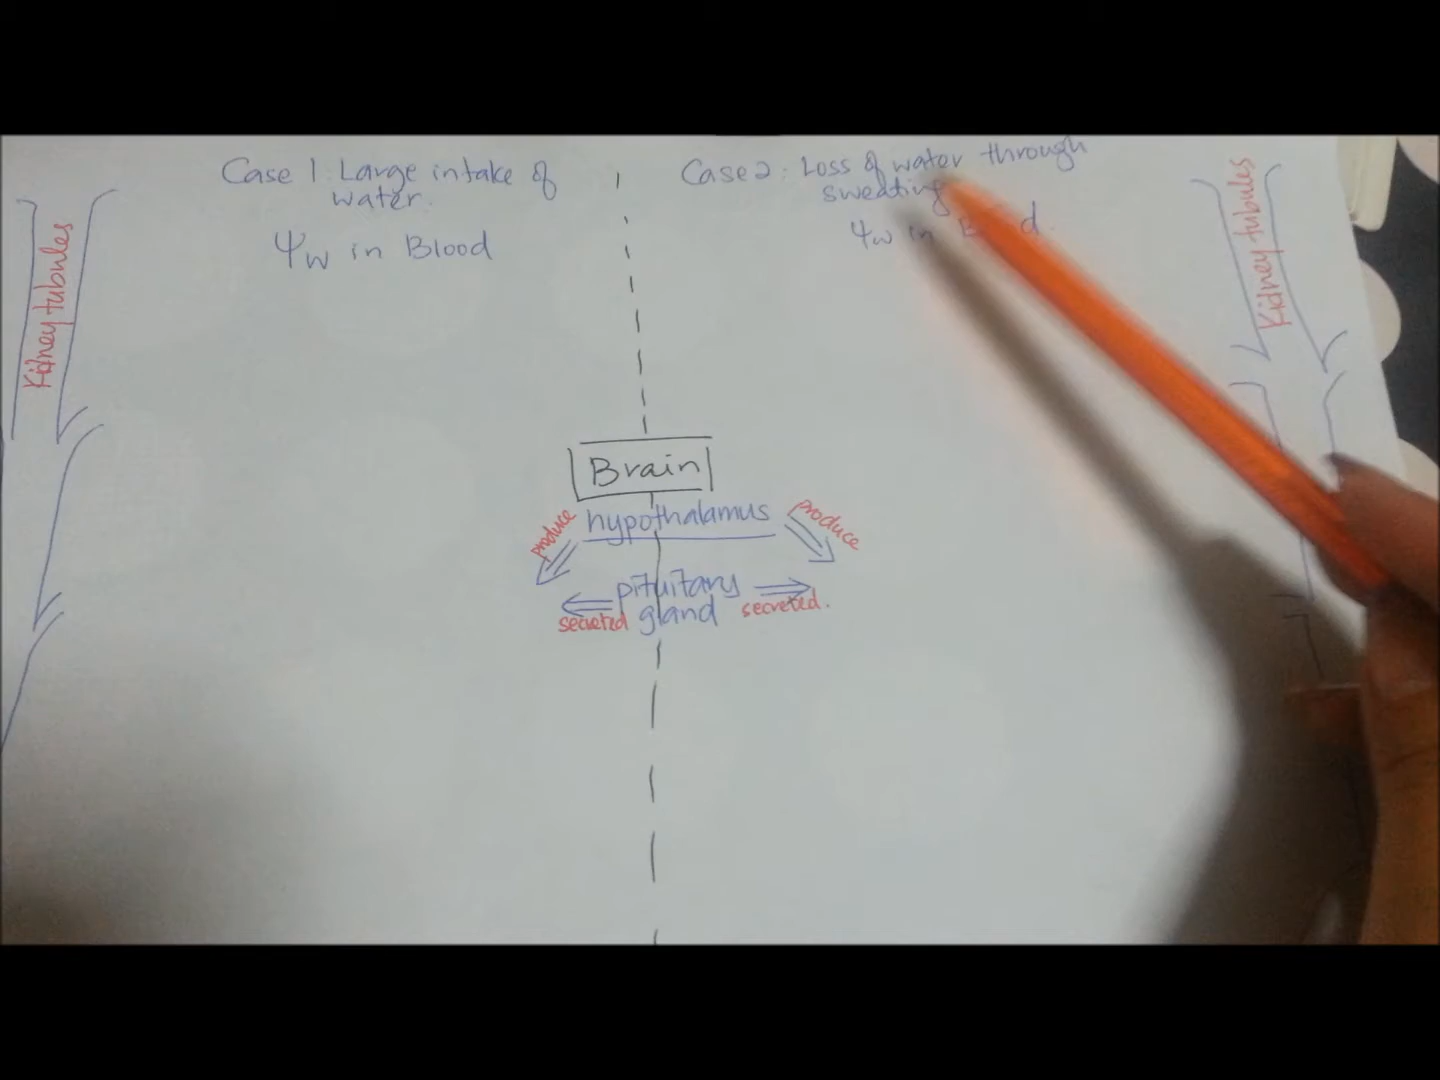 Case 1: Large intake of
water.
Ψw in Blood
Case 2: Loss of water through
sweating
Ψw in
Kidney tubules
Kidney tubules
Brain
hypothalamus
produce
produce
pituitary
gland
secreted
secreted.